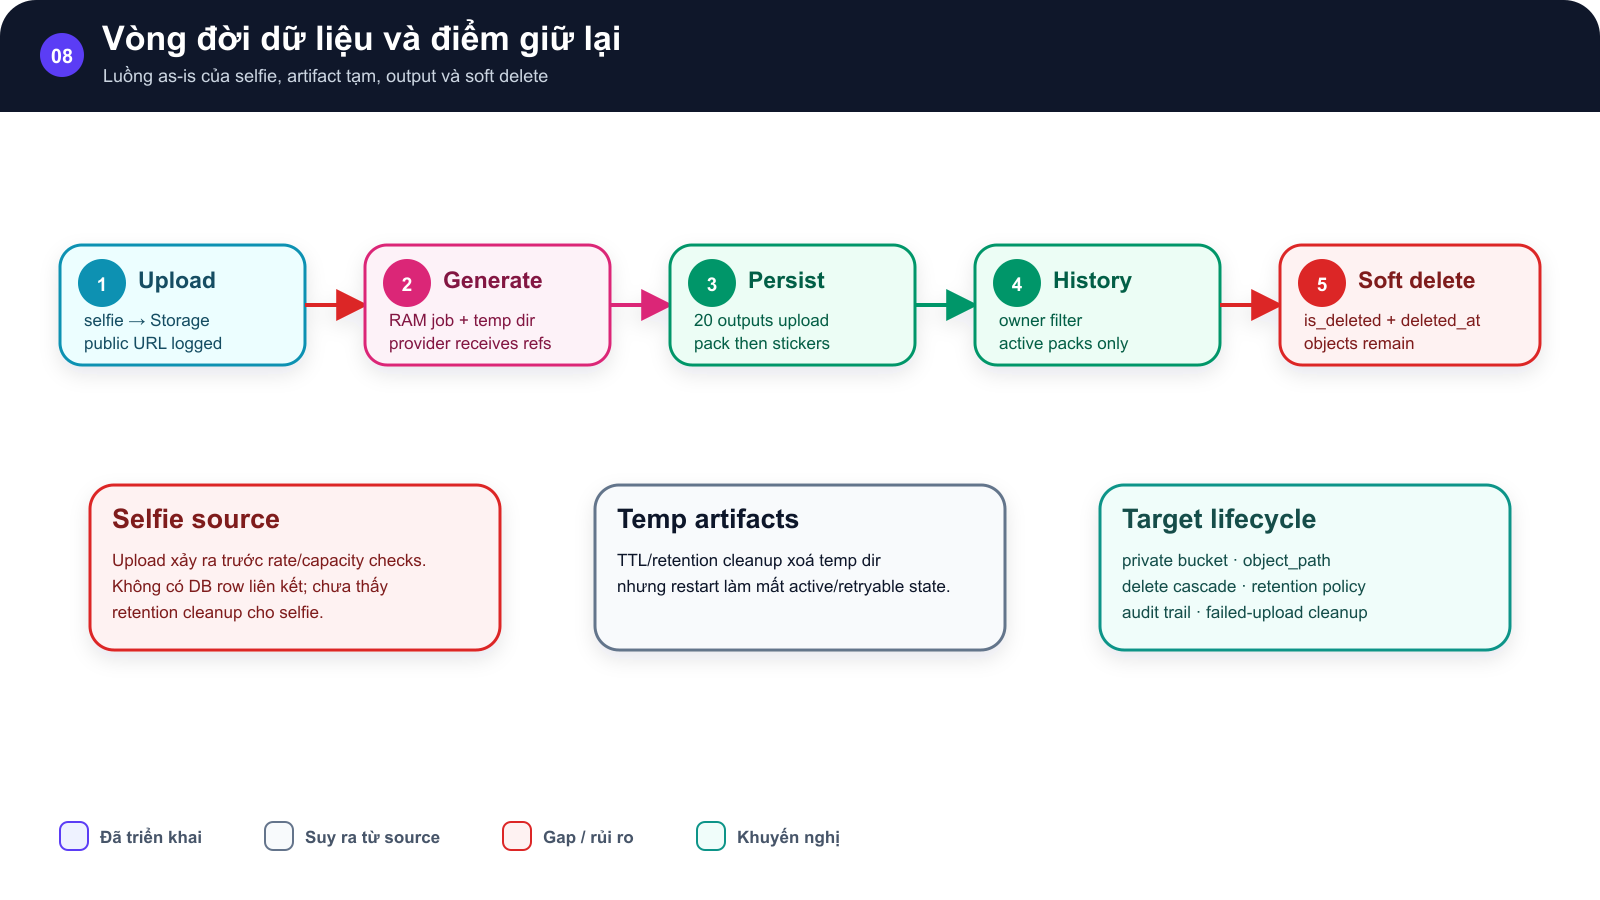 08
Vòng đời dữ liệu và điểm giữ lại
Luồng as-is của selfie, artifact tạm, output và soft delete
1 Upload
selfie → Storage
public URL logged
2 Generate
RAM job + temp dir
provider receives refs
3 Persist
20 outputs upload
pack then stickers
4 History
owner filter
active packs only
5 Soft delete
is_deleted + deleted_at
objects remain
Selfie source
Upload xảy ra trước rate/capacity checks.
Không có DB row liên kết; chưa thấy
retention cleanup cho selfie.
Temp artifacts
TTL/retention cleanup xoá temp dir
nhưng restart làm mất active/retryable state.
Target lifecycle
private bucket · object_path
delete cascade · retention policy
audit trail · failed-upload cleanup
Đã triển khai
Suy ra từ source
Gap / rủi ro
Khuyến nghị